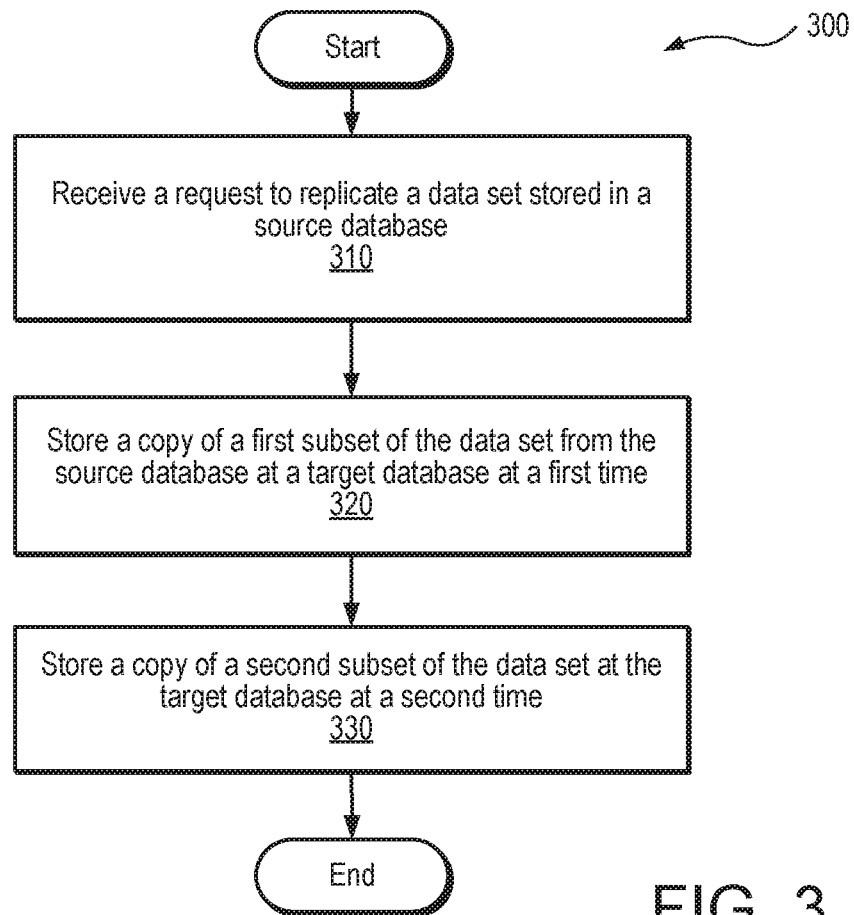 Start
300
Receive a request to replicate a data set stored in a
source database
310
Store a copy of a first subset of the data set from the
source database at a target database at a first time
320
Store a copy of a second subset of the data set at the
target database at a second time
330
End
FIG. 3